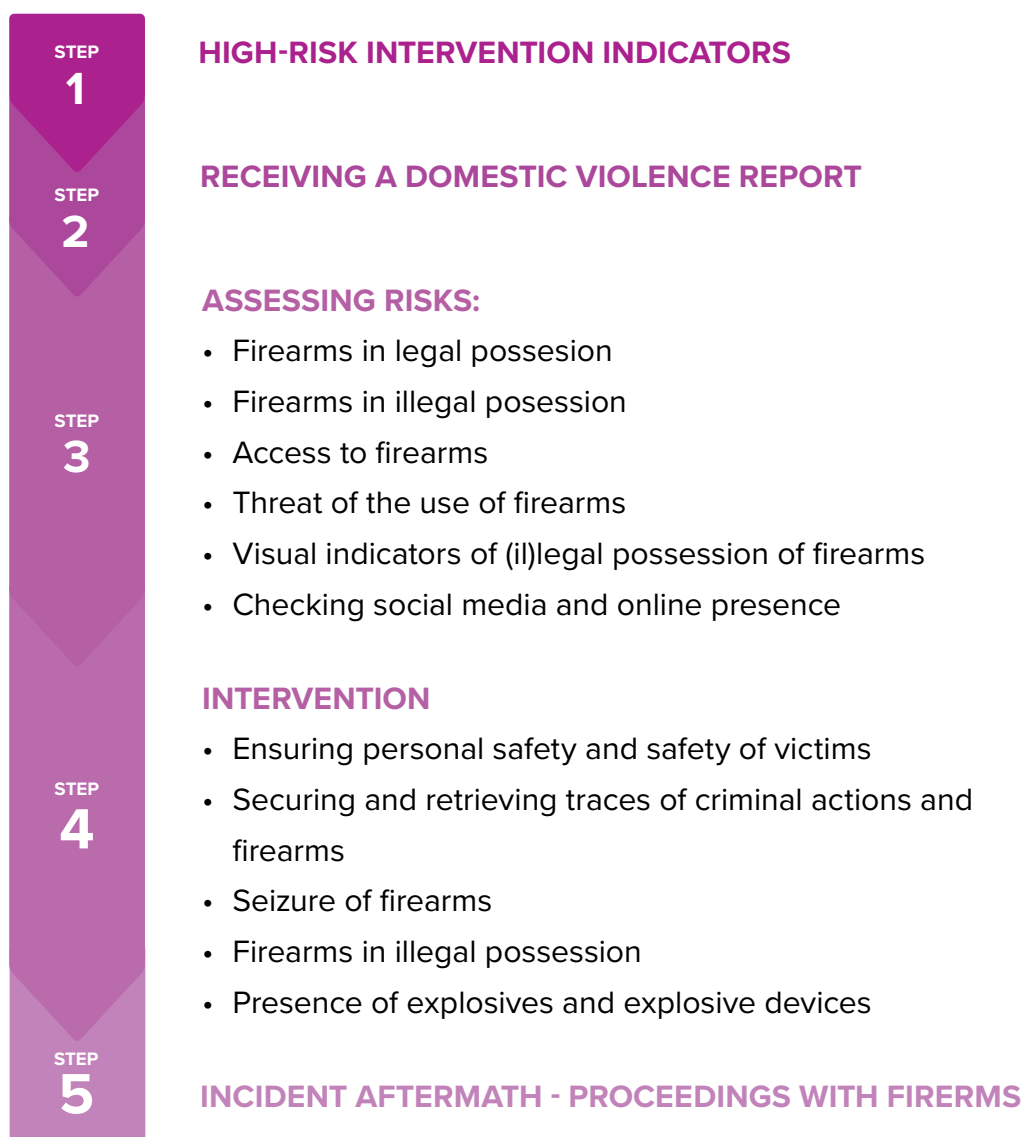 STEP
1
HIGH-RISK INTERVENTION INDICATORS
STEP
2
RECEIVING A DOMESTIC VIOLENCE REPORT
STEP
3
ASSESSING RISKS:
• Firearms in legal possesion
• Firearms in illegal posession
• Access to firearms
• Threat of the use of firearms
• Visual indicators of (il)legal possession of firearms
• Checking social media and online presence
STEP
4
INTERVENTION
• Ensuring personal safety and safety of victims
• Securing and retrieving traces of criminal actions and
firearms
• Seizure of firearms
• Firearms in illegal possession
• Presence of explosives and explosive devices
STEP
5
INCIDENT AFTERMATH - PROCEEDINGS WITH FIRERMS